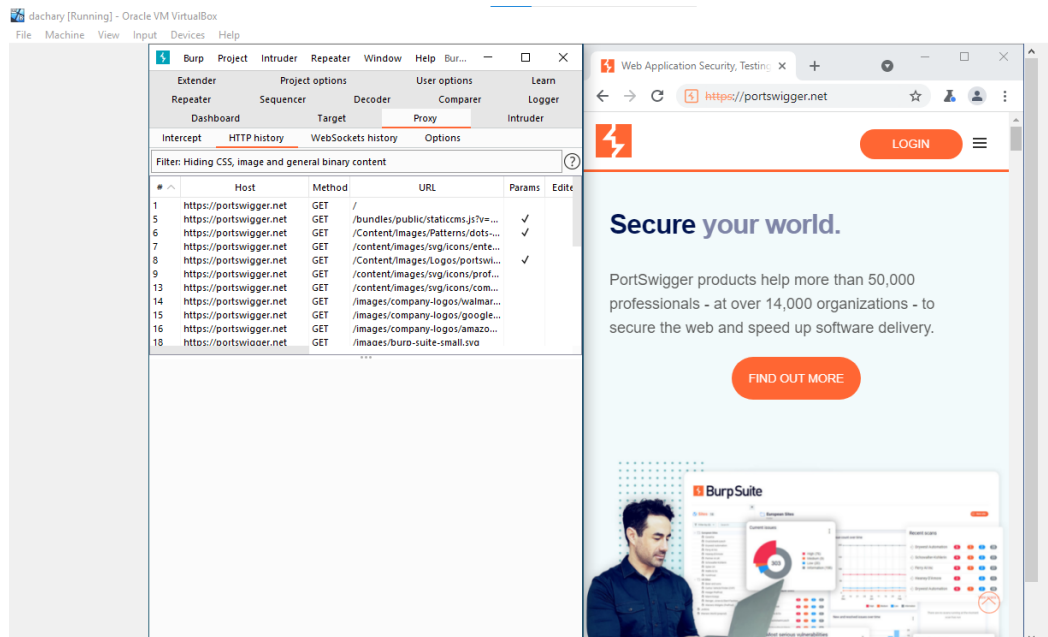 dachary [Running] - Oracle VM VirtualBox
File Machine View Input Devices Help
Burp Project Intruder Repeater Window Help Bur...
Extender Project options User options Learn
Repeater Sequencer Decoder Comparer Logger
Dashboard Target Proxy Intruder
Intercept HTTP history WebSockets history Options
Filter: Hiding CSS, image and general binary content ?
# Host Method URL Params Edite
1 https://portswigger.net GET /
5 https://portswigger.net GET /bundles/public/staticcms.js?v=... ✓
6 https://portswigger.net GET /Content/Images/Patterns/dots-... ✓
7 https://portswigger.net GET /content/images/svg/icons/ente...
8 https://portswigger.net GET /Content/Images/Logos/portswi... ✓
9 https://portswigger.net GET /content/images/svg/icons/prof...
13 https://portswigger.net GET /content/images/svg/icons/com...
14 https://portswigger.net GET /images/company-logos/walmar...
15 https://portswigger.net GET /images/company-logos/google...
16 https://portswigger.net GET /images/company-logos/amazo...
18 https://portswigger.net GET /images/burp-suite-small.svg
Web Application Security, Testing
https://portswigger.net
LOGIN
Secure your world.
PortSwigger products help more than 50,000
professionals - at over 14,000 organizations - to
secure the web and speed up software delivery.
FIND OUT MORE
Burp Suite
Current issues
Recent scans
303